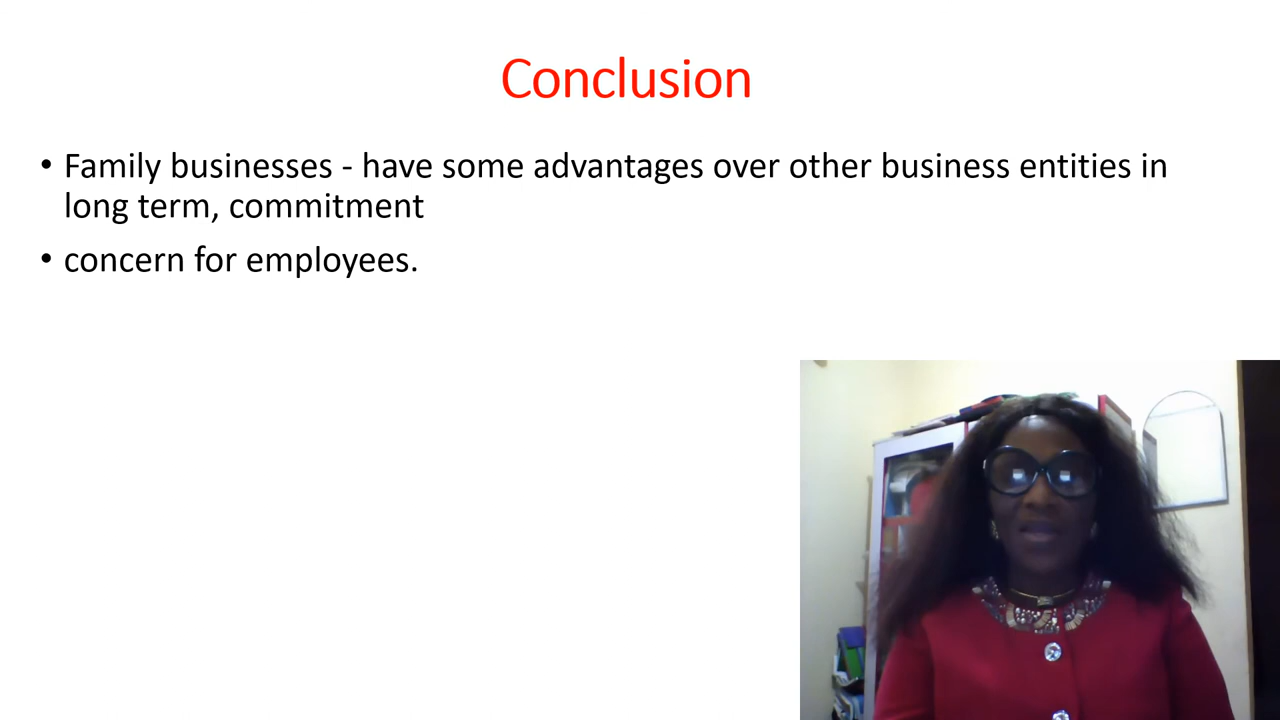 Conclusion
• Family businesses - have some advantages over other business entities in
long term, commitment
• concern for employees.